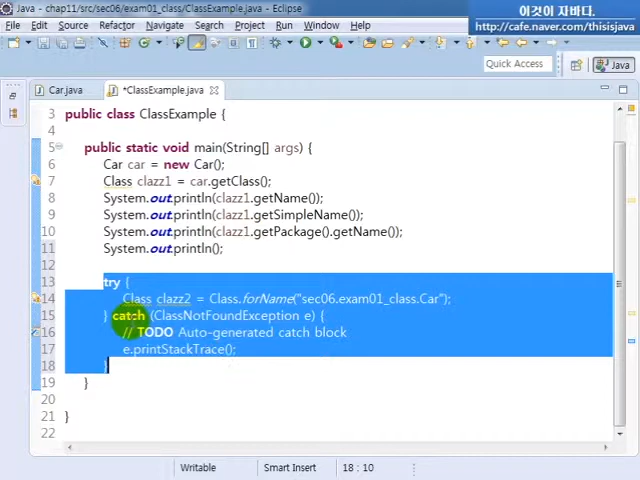 Java - chap11/src/sec06/exam01_class/ClassExample.java - Eclipse
이것이 자바다.
http://cafe.naver.com/thisisjava
File Edit Source Refactor Navigate Search Project Run Window Help
Quick Access
Java
Car.java
*ClassExample.java
3 public class ClassExample {
4
5 public static void main(String[] args) {
6 Car car = new Car();
7 Class clazz1 = car.getClass();
8 System.out.println(clazz1.getName());
9 System.out.println(clazz1.getSimpleName());
10 System.out.println(clazz1.getPackage().getName());
11 System.out.println();
12
13 try {
14 Class clazz2 = Class.forName("sec06.exam01_class.Car");
15 } catch (ClassNotFoundException e) {
16 // TODO Auto-generated catch block
17 e.printStackTrace();
18 }
19 }
20
21 }
22
Writable
Smart Insert
18 : 10